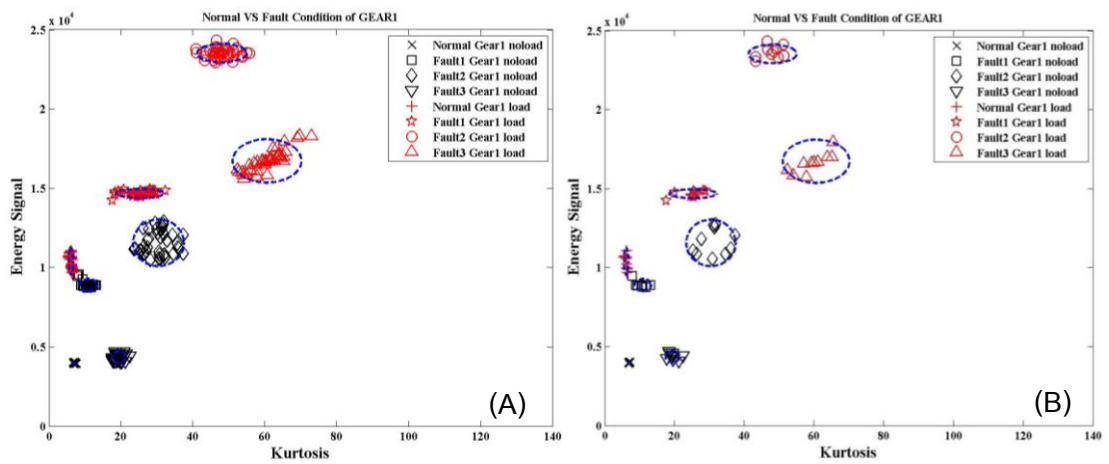 Normal VS Fault Condition of GEAR1
x 10^4
2.5
2
1.5
1
0.5
0
0 20 40 60 80 100 120 140
Energy Signal
Kurtosis
Normal Gear1 noload
Fault1 Gear1 noload
Fault2 Gear1 noload
Fault3 Gear1 noload
Normal Gear1 load
Fault1 Gear1 load
Fault2 Gear1 load
Fault3 Gear1 load
(A)
Normal VS Fault Condition of GEAR1
x 10^4
2.5
2
1.5
1
0.5
0
0 20 40 60 80 100 120 140
Energy Signal
Kurtosis
Normal Gear1 noload
Fault1 Gear1 noload
Fault2 Gear1 noload
Fault3 Gear1 noload
Normal Gear1 load
Fault1 Gear1 load
Fault2 Gear1 load
Fault3 Gear1 load
(B)